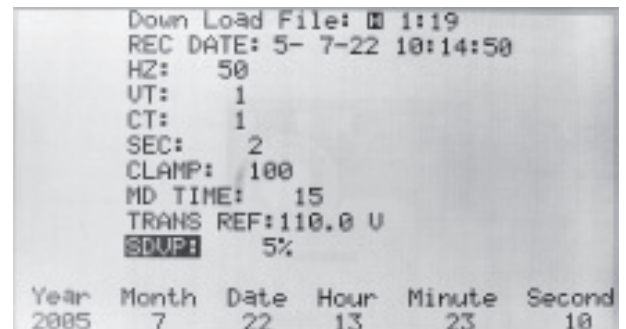 Down Load File: 1:19
REC DATE: 5- 7-22 10:14:50
HZ: 50
VT: 1
CT: 1
SEC: 2
CLAMP: 100
MD TIME: 15
TRANS REF:110.0 V
SDVP: 5%
Year Month Date Hour Minute Second
2005 7 22 13 23 10